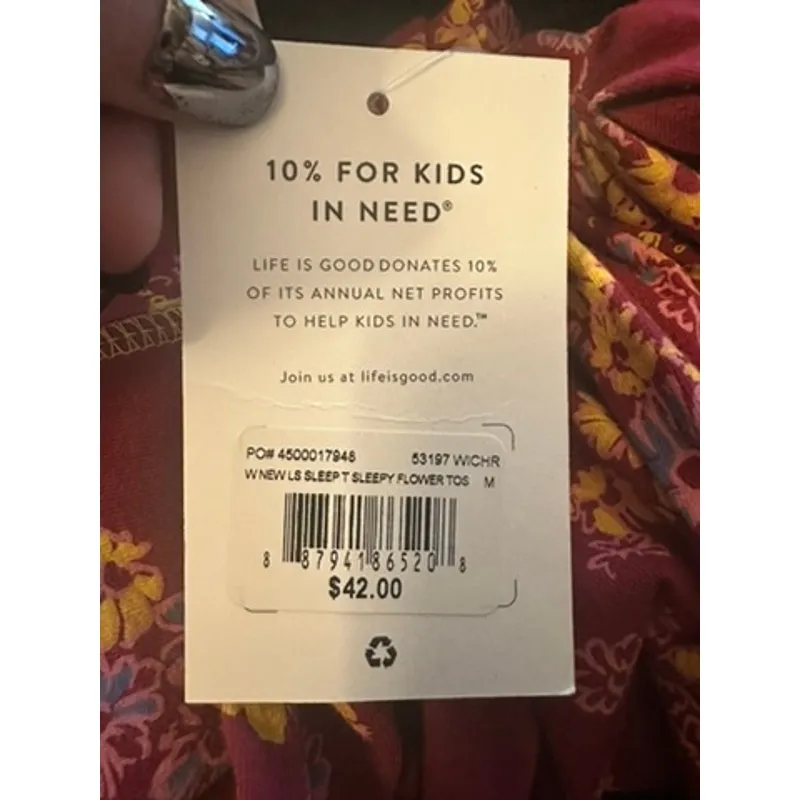 10% FOR KIDS
IN NEED®
LIFE IS GOOD DONATES 10%
OF ITS ANNUAL NET PROFITS
TO HELP KIDS IN NEED.™
Join us at lifeisgood.com
PO# 4500017948 53197 WICHR
W NEW LS SLEEP T SLEEPY FLOWER TOS M
8 87941 86520 8
$42.00